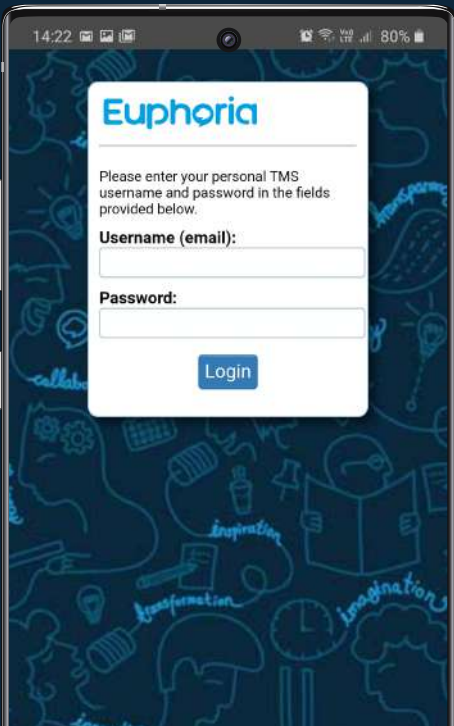 14:22
80%
Euphoria
Please enter your personal TMS
username and password in the fields
provided below.
Username (email):
Password:
Login
inspiration
transformation
imagination